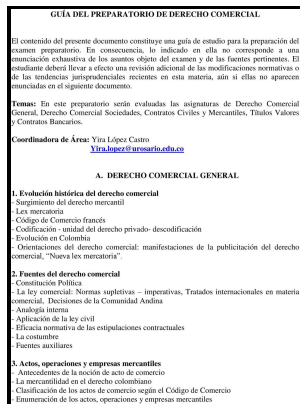 GUÍA DEL PREPARATORIO DE DERECHO COMERCIAL
El contenido del presente documento constituye una guía de estudio para la preparación del
examen preparatorio. En consecuencia, lo indicado en ella no corresponde a una
enunciación exhaustiva de los asuntos objeto del examen y de las fuentes pertinentes. El
estudiante deberá llevar a efecto una revisión adicional de las modificaciones normativas o
de las tendencias jurisprudenciales recientes en esta materia, aún si ellas no aparecen
enunciadas en el siguiente documento.
Temas: En este preparatorio serán evaluadas las asignaturas de Derecho Comercial
General, Derecho Comercial Sociedades, Contratos Civiles y Mercantiles, Títulos Valores
y Contratos Bancarios.
Coordinadora de Área: Yira López Castro
Yira.lopez@urosario.edu.co
A. DERECHO COMERCIAL GENERAL
1. Evolución histórica del derecho comercial
- Surgimiento del derecho mercantil
- Lex mercatoria
- Código de Comercio francés
- Codificación - unidad del derecho privado- descodificación
- Evolución en Colombia
- Orientaciones del derecho comercial: manifestaciones de la publicitación del derecho
comercial, "Nueva lex mercatoria".
2. Fuentes del derecho comercial
- Constitución Política
- La ley comercial: Normas supletivas – imperativas, Tratados internacionales en materia
comercial, Decisiones de la Comunidad Andina
- Analogía interna
- Aplicación de la ley civil
- Eficacia normativa de las estipulaciones contractuales
- La costumbre
- Fuentes auxiliares
3. Actos, operaciones y empresas mercantiles
- Antecedentes de la noción de acto de comercio
- La mercantilidad en el derecho colombiano
- Clasificación de los actos de comercio según el Código de Comercio
- Enumeración de los actos, operaciones y empresas mercantiles